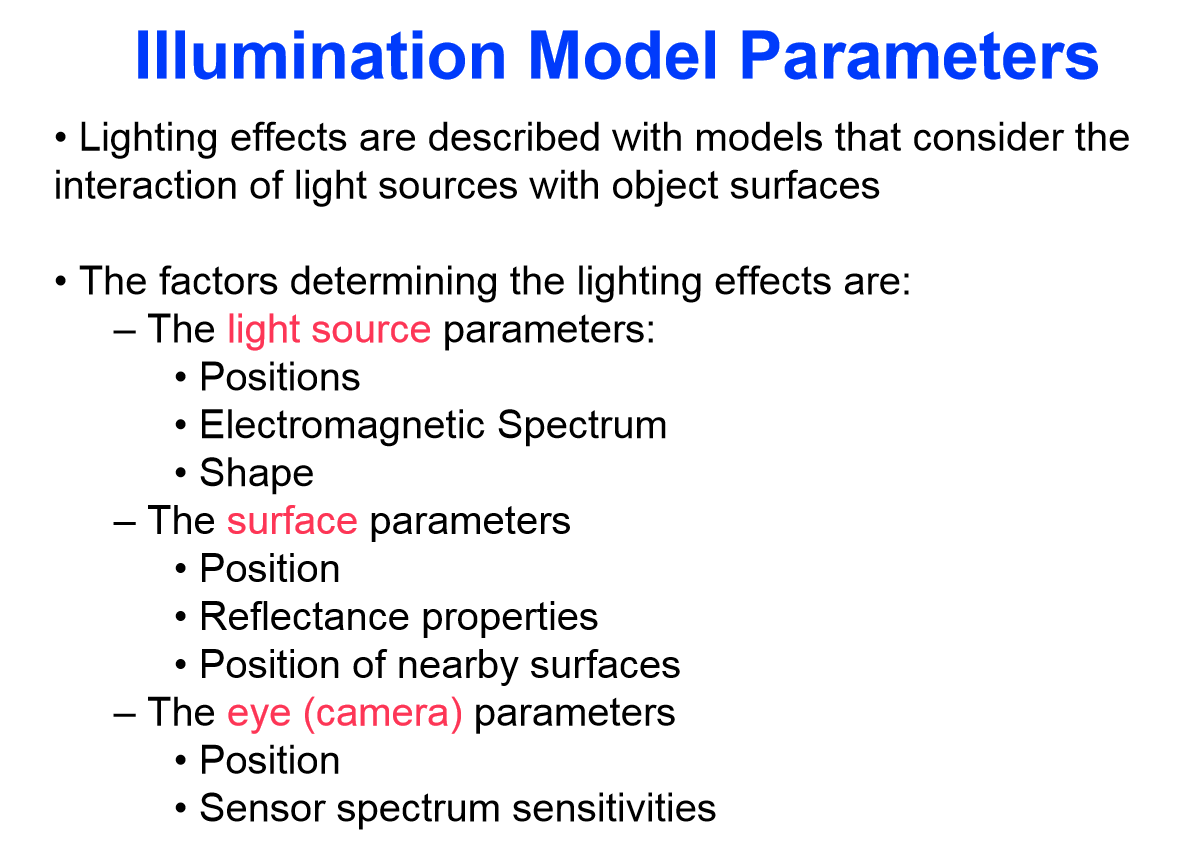 Illumination Model Parameters
• Lighting effects are described with models that consider the
interaction of light sources with object surfaces
• The factors determining the lighting effects are:
– The light source parameters:
• Positions
• Electromagnetic Spectrum
• Shape
– The surface parameters
• Position
• Reflectance properties
• Position of nearby surfaces
– The eye (camera) parameters
• Position
• Sensor spectrum sensitivities